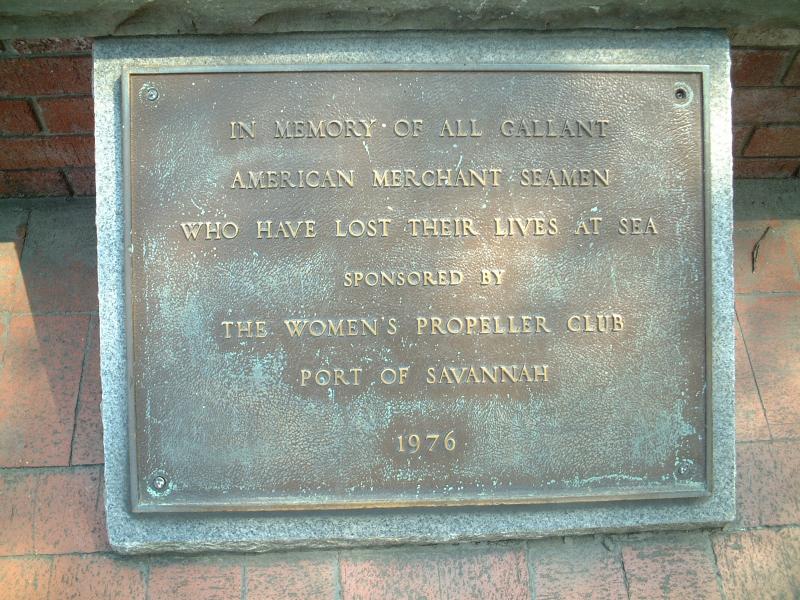 IN MEMORY OF ALL GALLANT
AMERICAN MERCHANT SEAMEN
WHO HAVE LOST THEIR LIVES AT SEA
SPONSORED BY
THE WOMEN'S PROPELLER CLUB
PORT OF SAVANNAH
1976